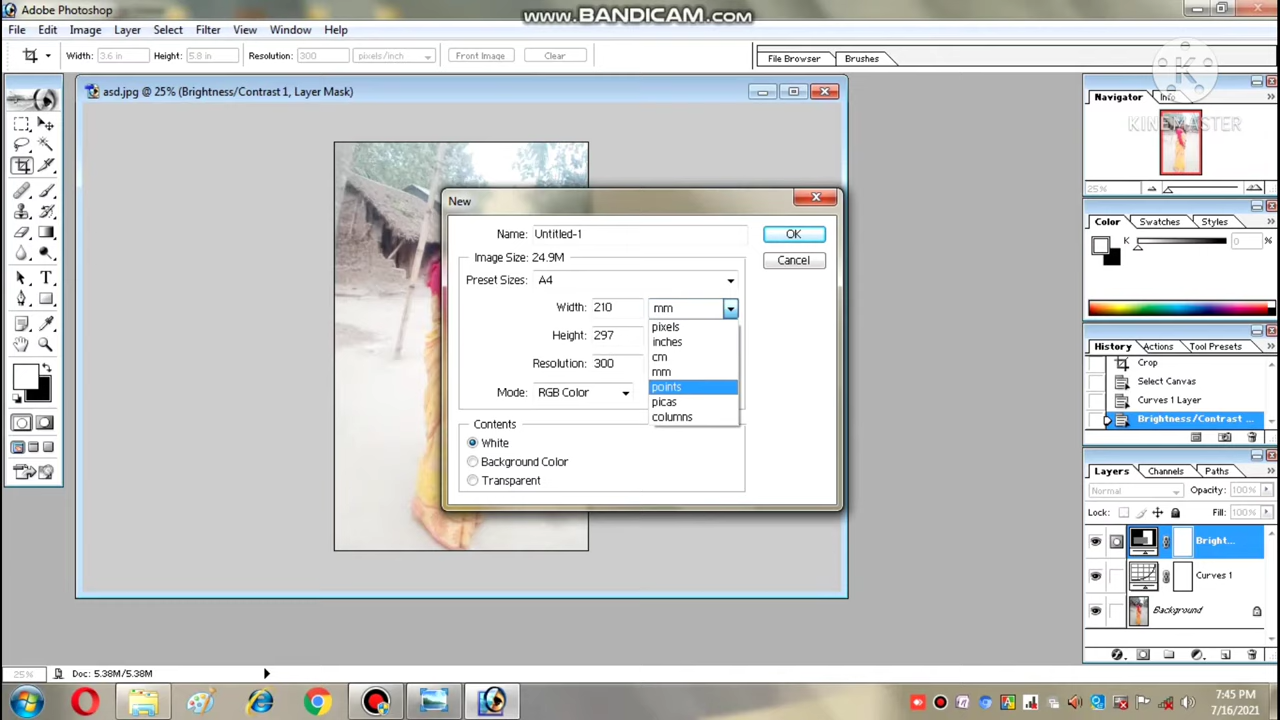 Adobe Photoshop
www.BANDICAM.com
File Edit Image Layer Select Filter View Window Help
Width: 3.6 in Height: 5.8 in Resolution: 300 pixels/inch Front Image Clear File Browser Brushes
asd.jpg @ 25% (Brightness/Contrast 1, Layer Mask)
New
Name: Untitled-1 OK
Image Size: 24.9M Cancel
Preset Sizes: A4
Width: 210 mm
pixels
inches
Height: 297
cm
mm
Resolution: 300
points
Mode: RGB Color
picas
columns
Contents
White
Background Color
Transparent
Navigator Info
K
KINEMASTER
25%
Color Swatches Styles
K 0 %
History Actions Tool Presets
Crop
Select Canvas
Curves 1 Layer
Brightness/Contrast ...
Layers Channels Paths
Normal Opacity: 100%
Lock: Fill: 100%
Bright...
Curves 1
Background
25% Doc: 5.38M/5.38M
7:45 PM
7/16/2021